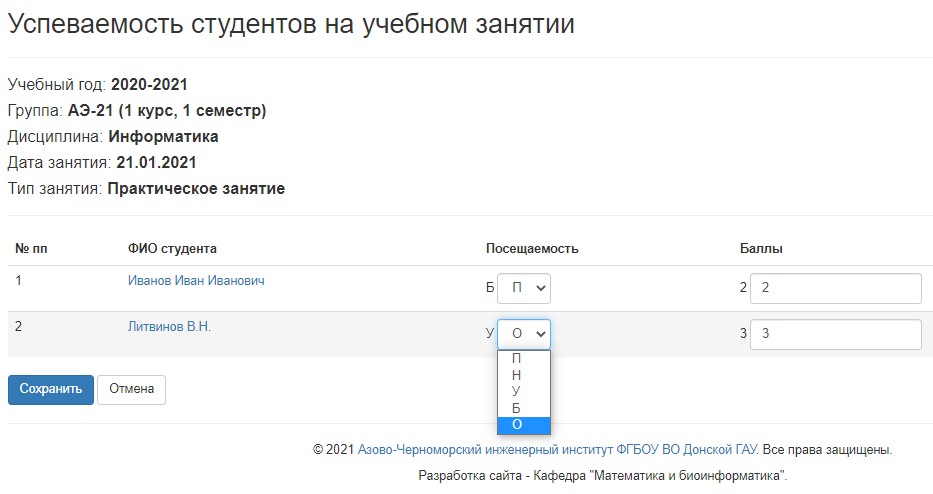 Успеваемость студентов на учебном занятии
Учебный год: 2020-2021
Группа: АЭ-21 (1 курс, 1 семестр)
Дисциплина: Информатика
Дата занятия: 21.01.2021
Тип занятия: Практическое занятие
№ пп ФИО студента Посещаемость Баллы
1 Иванов Иван Иванович Б П 2 2
2 Литвинов В.Н. У О 3 3
П
Н
У
Б
О
Сохранить Отмена
© 2021 Азово-Черноморский инженерный институт ФГБОУ ВО Донской ГАУ. Все права защищены.
Разработка сайта - Кафедра "Математика и биоинформатика".